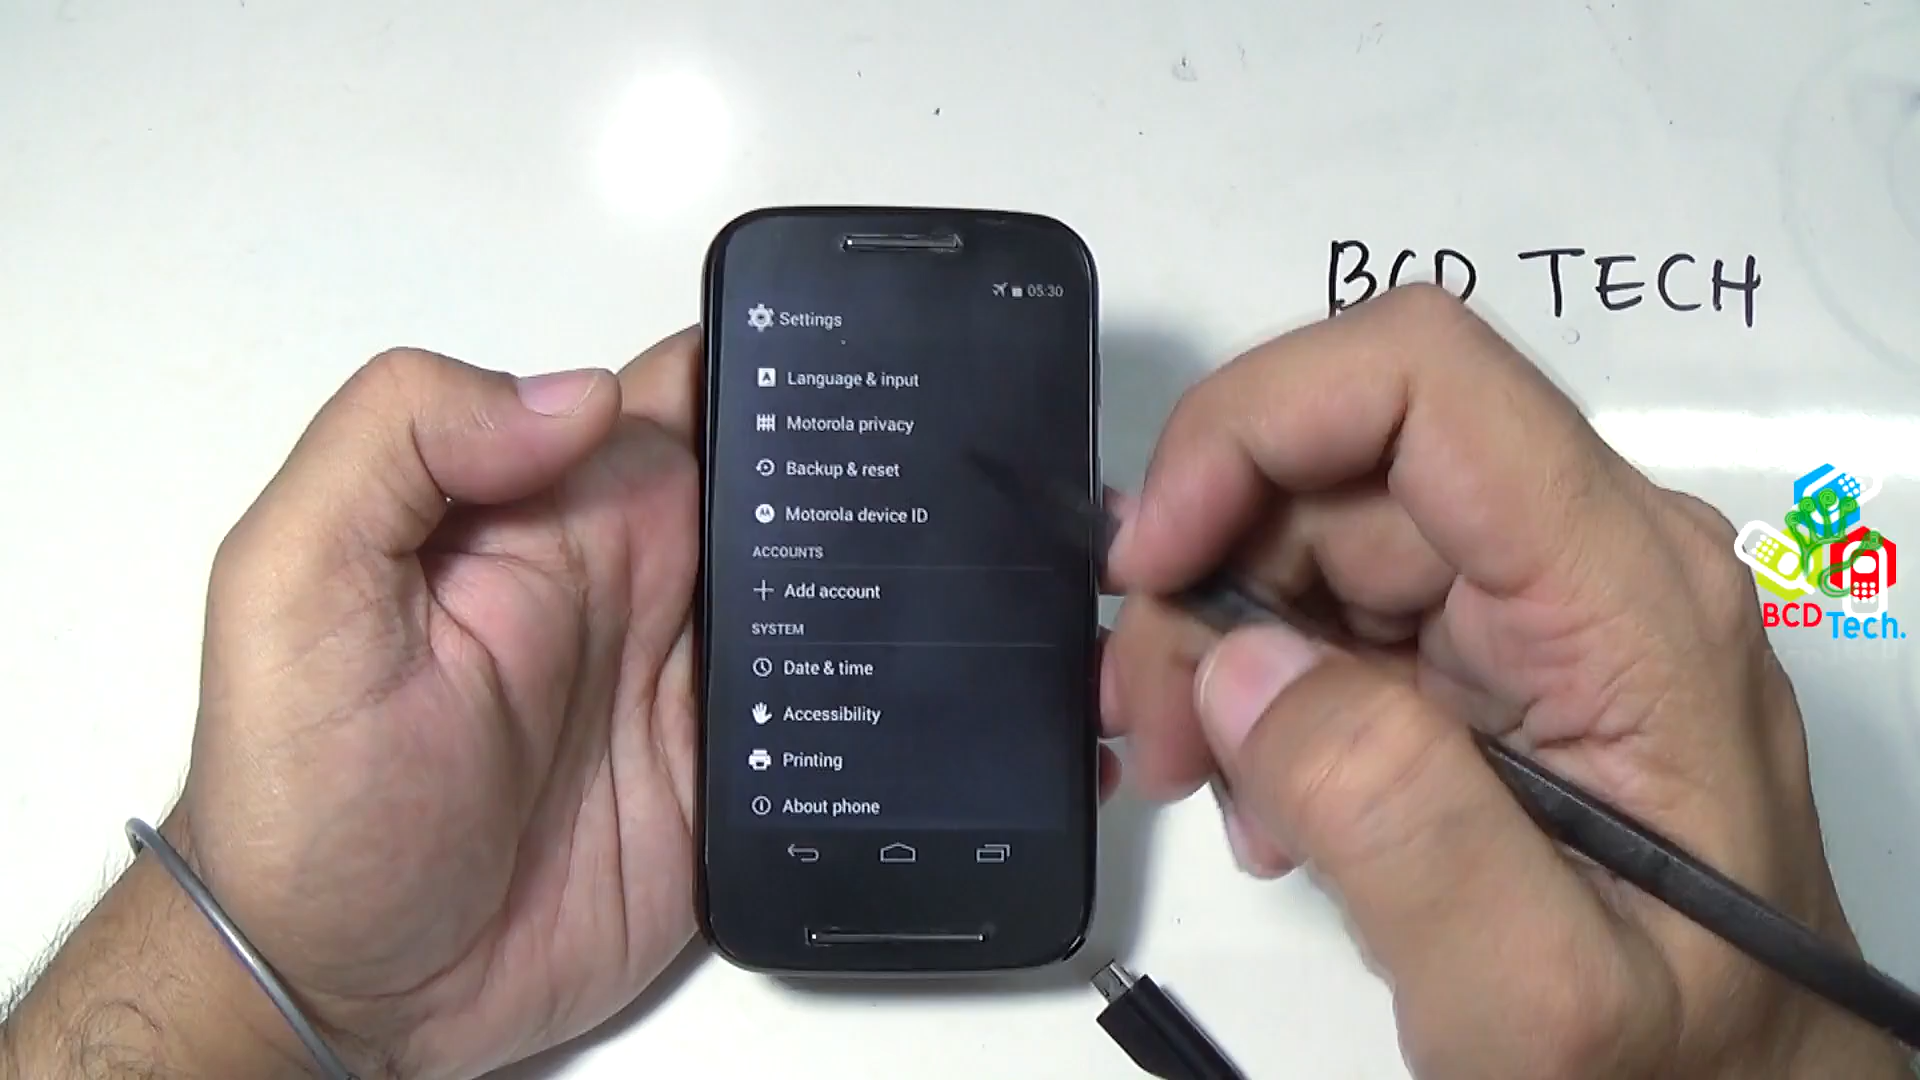 BCD TECH
05:30
Settings
Language & input
Motorola privacy
Backup & reset
Motorola device ID
ACCOUNTS
Add account
SYSTEM
Date & time
Accessibility
Printing
About phone
BCD Tech.